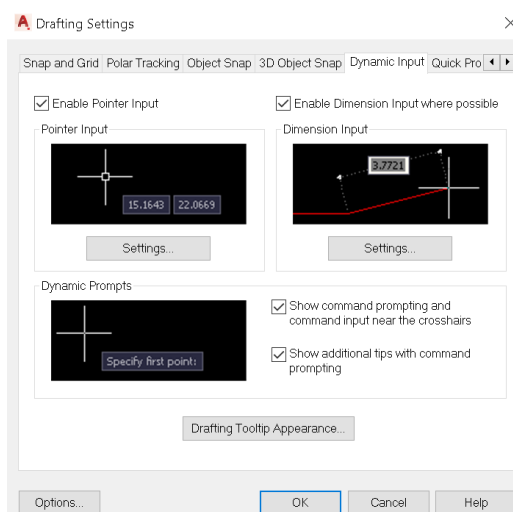 Drafting Settings
Snap and Grid Polar Tracking Object Snap 3D Object Snap Dynamic Input Quick Pro
Enable Pointer Input
Enable Dimension Input where possible
Pointer Input
Dimension Input
15.1643 22.0669
3.7721
Settings...
Settings...
Dynamic Prompts
Specify first point:
Show command prompting and
command input near the crosshairs
Show additional tips with command
prompting
Drafting Tooltip Appearance...
Options...
OK
Cancel
Help